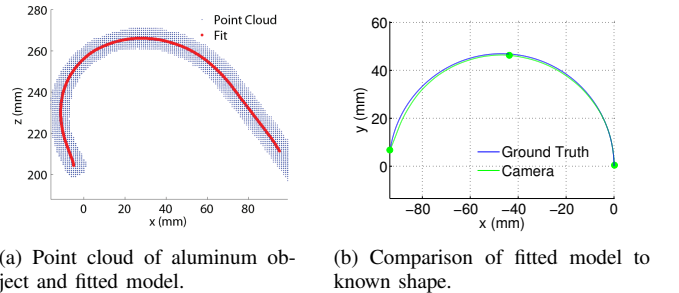 280
260
240
220
200
z (mm)
0 20 40 60 80
x (mm)
Point Cloud
Fit
60
40
20
0
y (mm)
−80 −60 −40 −20 0
x (mm)
Ground Truth
Camera
(a) Point cloud of aluminum ob-
ject and fitted model.
(b) Comparison of fitted model to
known shape.